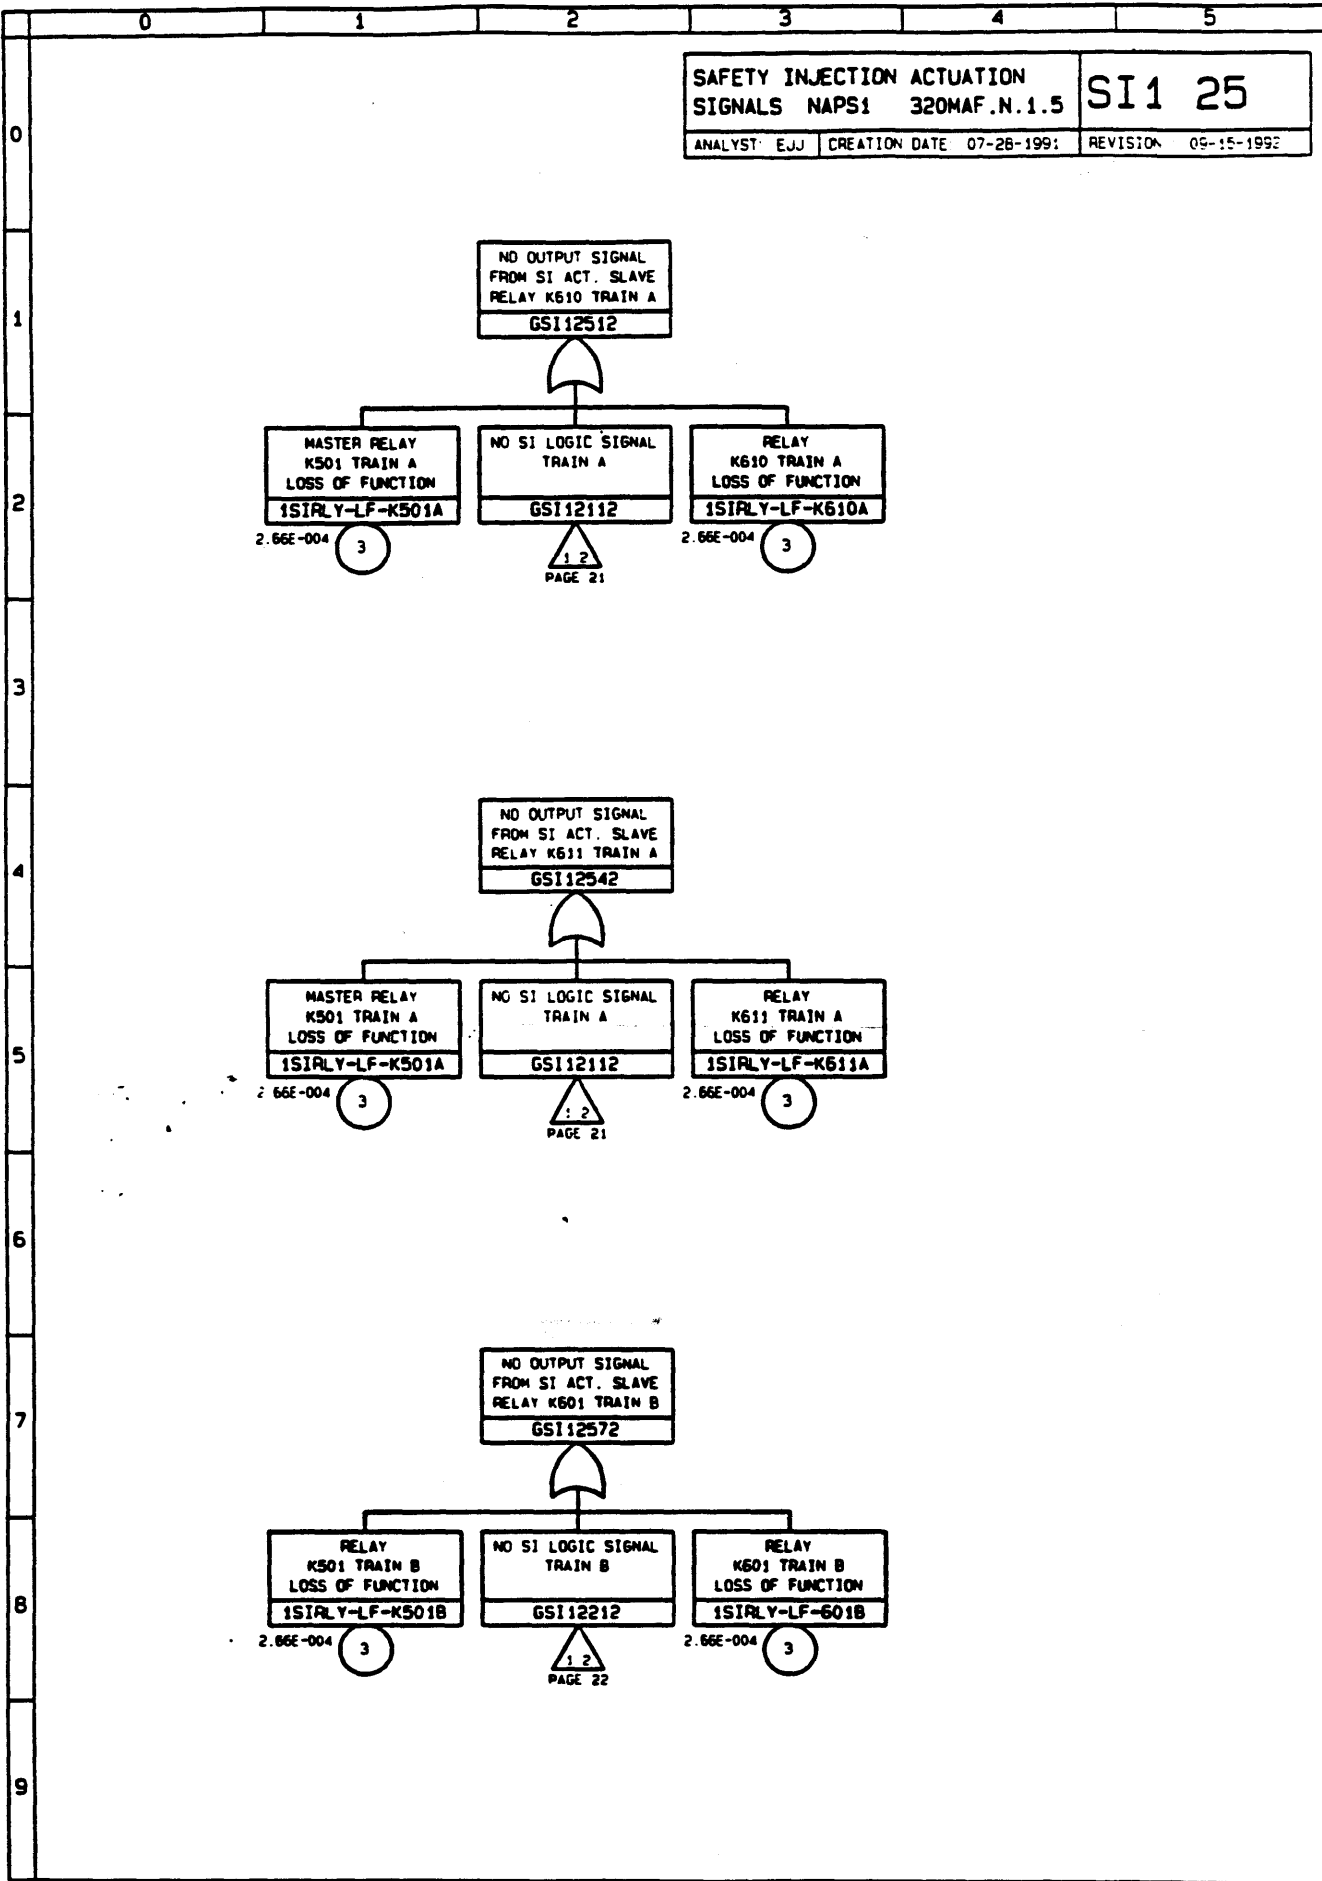 0 1 2 3 4 5
SAFETY INJECTION ACTUATION
SIGNALS NAPS1 320MAF.N.1.5
SI1 25
ANALYST: EJJ CREATION DATE 07-28-1991 REVISION 09-15-1992
0
NO OUTPUT SIGNAL
FROM SI ACT. SLAVE
RELAY K610 TRAIN A
1
GSI12512
MASTER RELAY
K501 TRAIN A
LOSS OF FUNCTION
1SIRLY-LF-K501A
2.66E-004
3
NO SI LOGIC SIGNAL
TRAIN A
GSI12112
1 2
PAGE 21
RELAY
K610 TRAIN A
LOSS OF FUNCTION
1SIRLY-LF-K610A
2.66E-004
3
2
3
NO OUTPUT SIGNAL
FROM SI ACT. SLAVE
RELAY K611 TRAIN A
4
GSI12542
MASTER RELAY
K501 TRAIN A
LOSS OF FUNCTION
1SIRLY-LF-K501A
2.66E-004
3
NO SI LOGIC SIGNAL
TRAIN A
GSI12112
1 2
PAGE 21
RELAY
K611 TRAIN A
LOSS OF FUNCTION
1SIRLY-LF-K611A
2.66E-004
3
5
6
NO OUTPUT SIGNAL
FROM SI ACT. SLAVE
RELAY K601 TRAIN B
7
GSI12572
RELAY
K501 TRAIN B
LOSS OF FUNCTION
1SIRLY-LF-K501B
2.66E-004
3
NO SI LOGIC SIGNAL
TRAIN B
GSI12212
1 2
PAGE 22
RELAY
K601 TRAIN B
LOSS OF FUNCTION
1SIRLY-LF-601B
2.66E-004
3
8
9